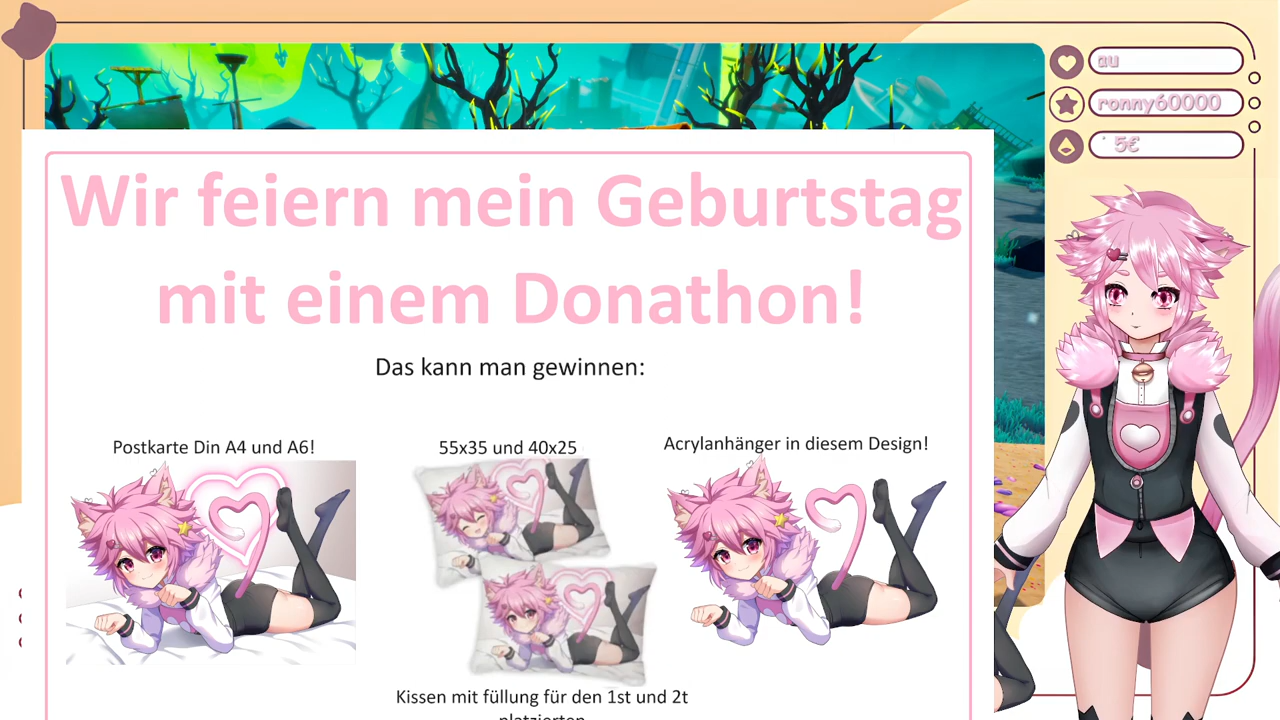 au
ronny60000
5€
Wir feiern mein Geburtstag
mit einem Donathon!
Das kann man gewinnen:
Postkarte Din A4 und A6!
55x35 und 40x25
Acrylanhänger in diesem Design!
Kissen mit füllung für den 1st und 2t
platzierten